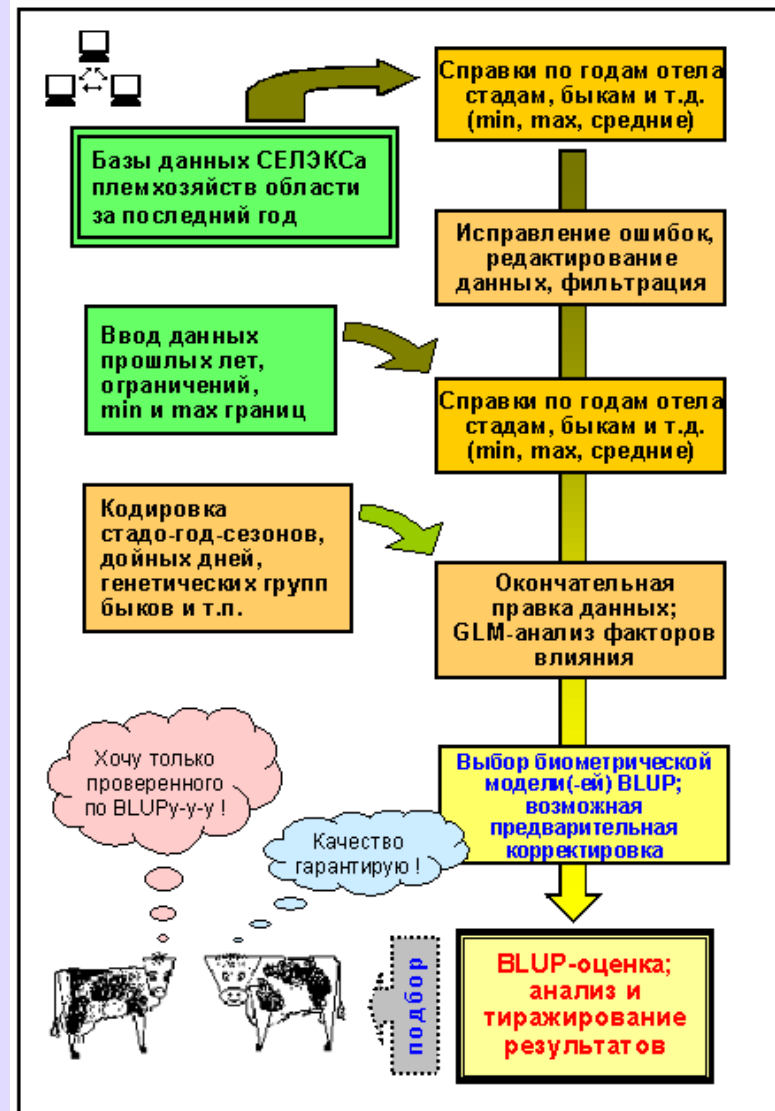 Справки по годам отела
стадам, быкам и т.д.
(min, max, средние)
Базы данных СЕЛЭКСа
племхозяйств области
за последний год
Исправление ошибок,
редактирование
данных, фильтрация
Ввод данных
прошлых лет,
ограничений,
min и max границ
Справки по годам отела
стадам, быкам и т.д.
(min, max, средние)
Кодировка
стадо-год-сезонов,
дойных дней,
генетических групп
быков и т.п.
Окончательная
правка данных;
GLM-анализ факторов
влияния
Хочу только
проверенного
по BLUPу-у-у !
Качество
гарантирую !
Выбор биометрической
модели(-ей) BLUP;
возможная
предварительная
корректировка
подбор
BLUP-оценка;
анализ и
тиражирование
результатов